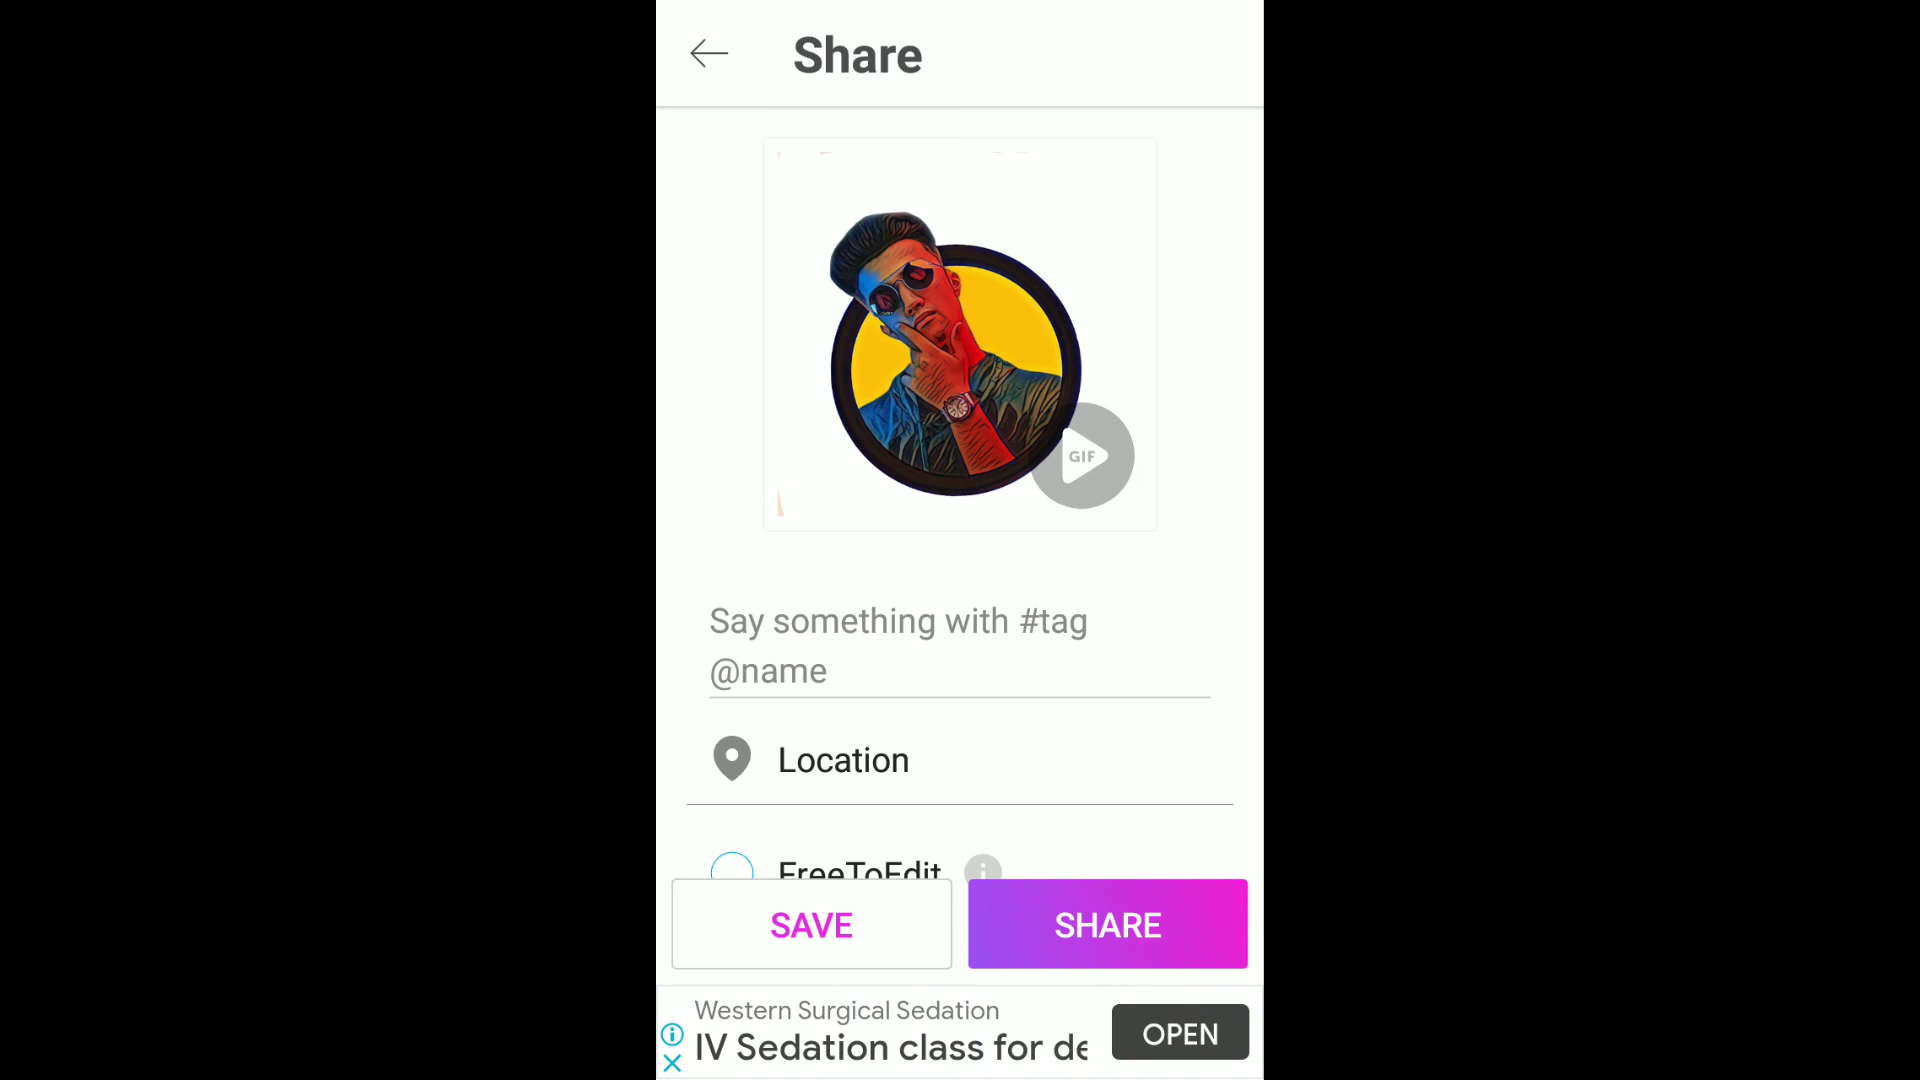 Share
GIF
Say something with #tag
@name
Location
FreeToEdit
SAVE
SHARE
Western Surgical Sedation
IV Sedation class for de
OPEN